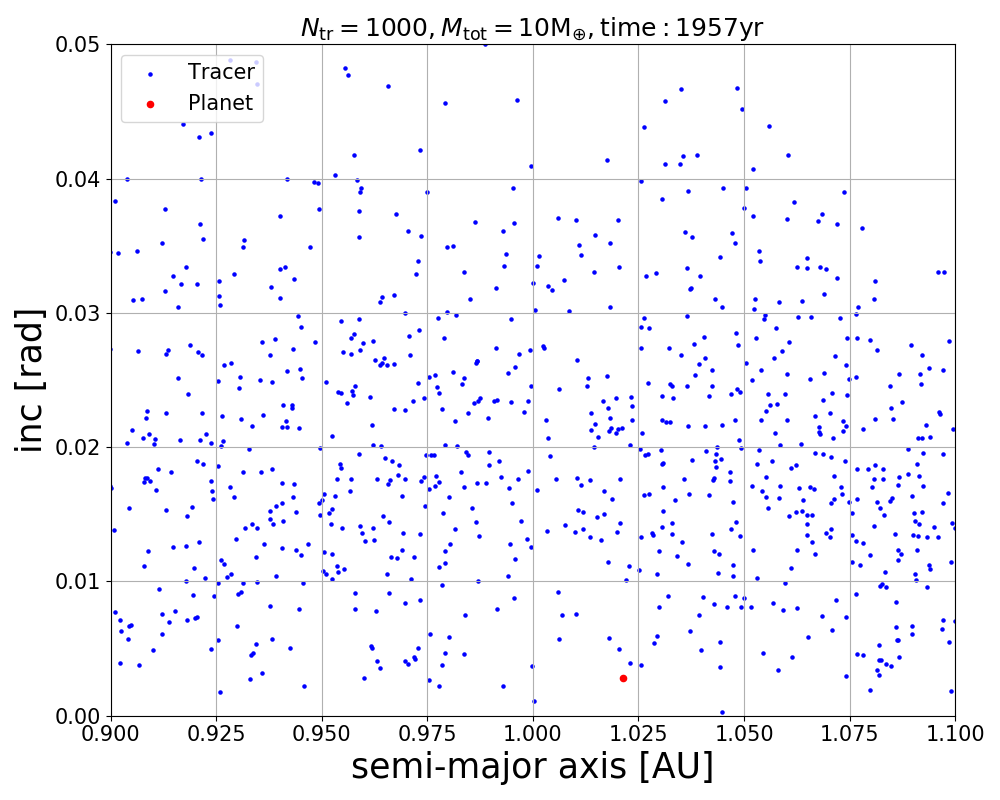 N_tr = 1000, M_tot = 10M_⊕, time : 1957yr
Tracer
Planet
0.05
0.04
0.03
0.02
0.01
0.00
inc [rad]
0.900 0.925 0.950 0.975 1.000 1.025 1.050 1.075 1.100
semi-major axis [AU]